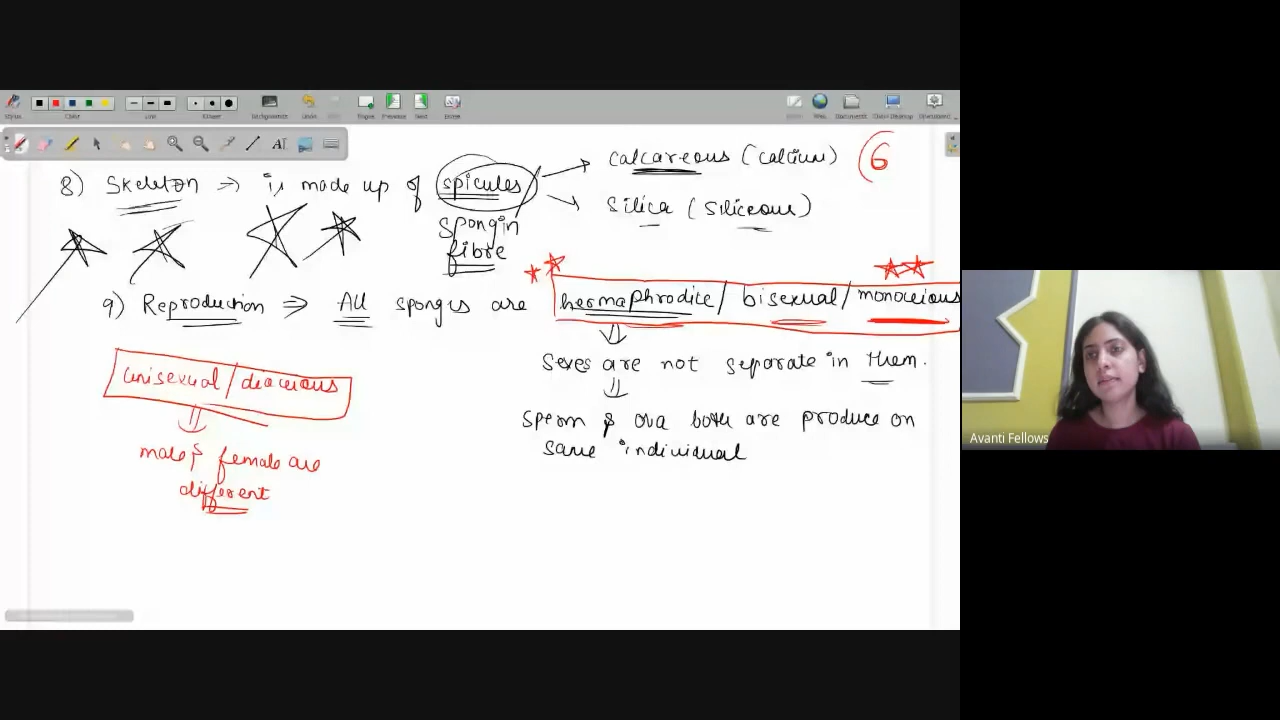 Calcareous (Calcium) (6
8) Skeleton => is made up of spicules
Silica (Siliceous)
Spongin
fibre
9) Reproduction => All sponges are hermaphrodite/ bisexual/ monoceious
Sexes are not separate in them.
unisexual/dioecious
Sperm & Ova both are produce on
same individual
male & female are
different
Avanti Fellows